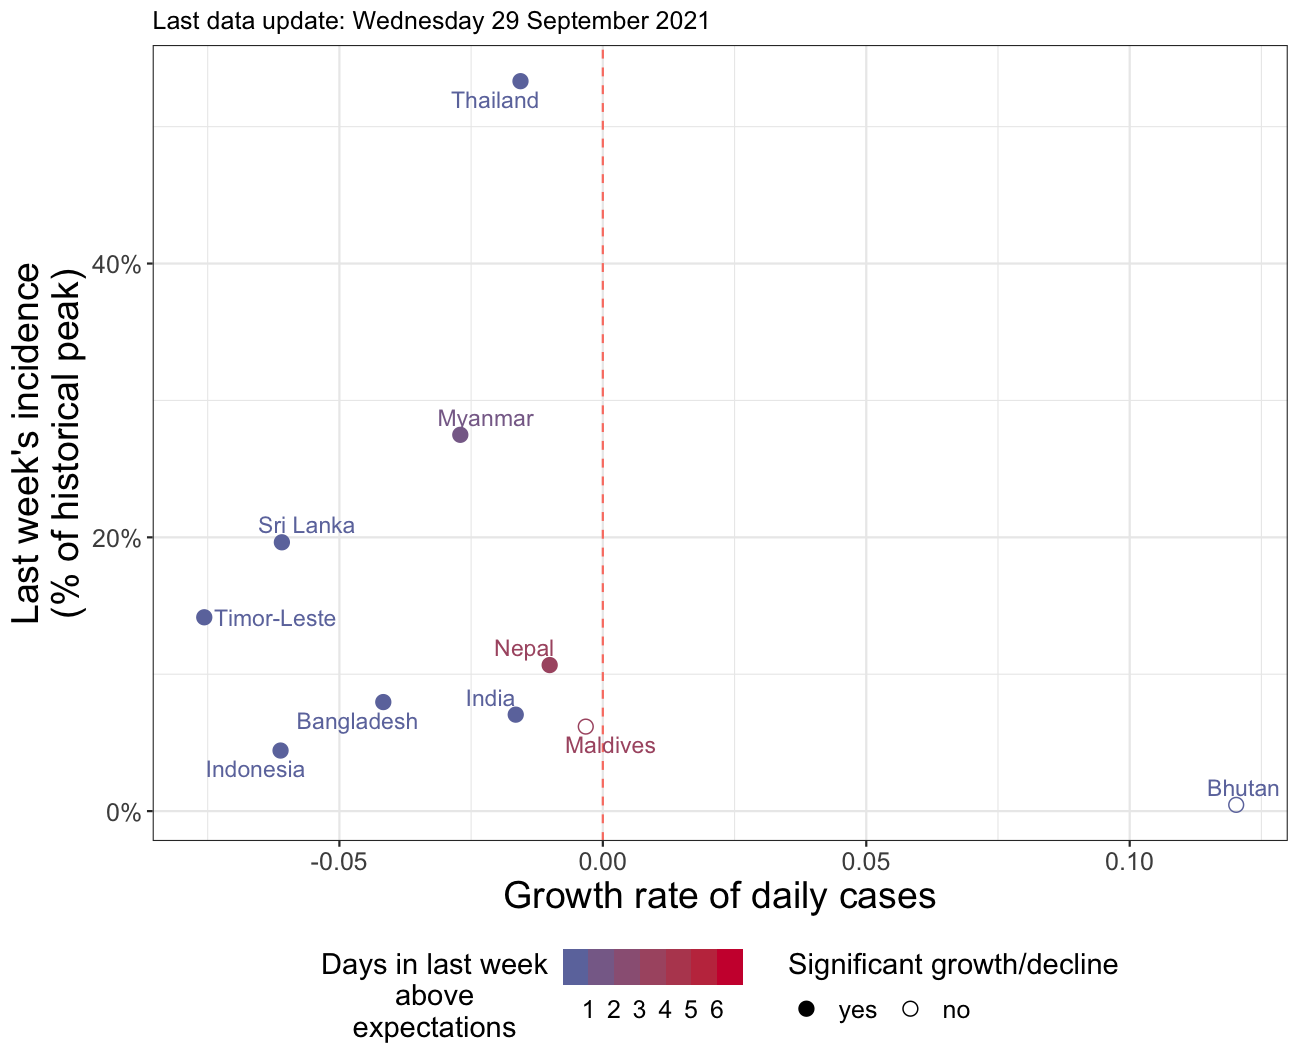 Last data update: Wednesday 29 September 2021
Thailand
40%
Last week's incidence
(% of historical peak)
Myanmar
20%
Sri Lanka
Timor-Leste
Nepal
India
Bangladesh
Maldives
Indonesia
Bhutan
0%
-0.05
0.00
0.05
0.10
Growth rate of daily cases
Days in last week
above
expectations
1 2 3 4 5 6
Significant growth/decline
yes
no